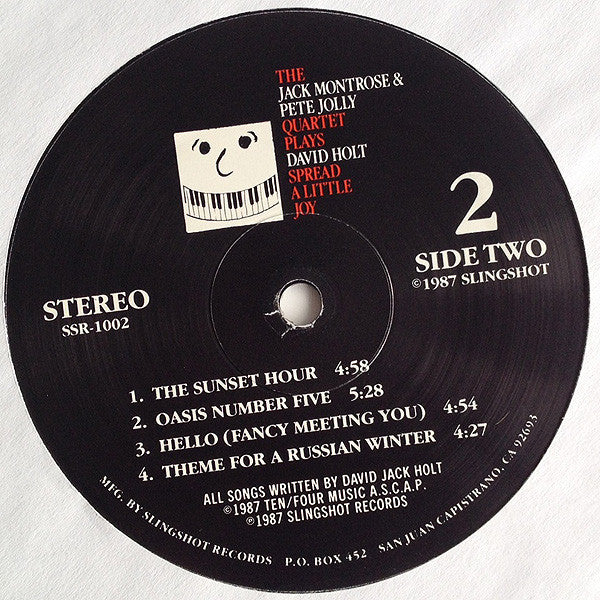 THE
JACK MONTROSE &
PETE JOLLY
QUARTET
PLAYS
DAVID HOLT
SPREAD
A LITTLE
JOY
2
SIDE TWO
©1987 SLINGSHOT
STEREO
SSR-1002
1. THE SUNSET HOUR 4:58
2. OASIS NUMBER FIVE 5:28
3. HELLO (FANCY MEETING YOU) 4:54
4. THEME FOR A RUSSIAN WINTER 4:27
ALL SONGS WRITTEN BY DAVID JACK HOLT
©1987 TEN/FOUR MUSIC A.S.C.A.P.
℗1987 SLINGSHOT RECORDS
MFG. BY SLINGSHOT RECORDS P.O. BOX 452 SAN JUAN CAPISTRANO, CA 92693